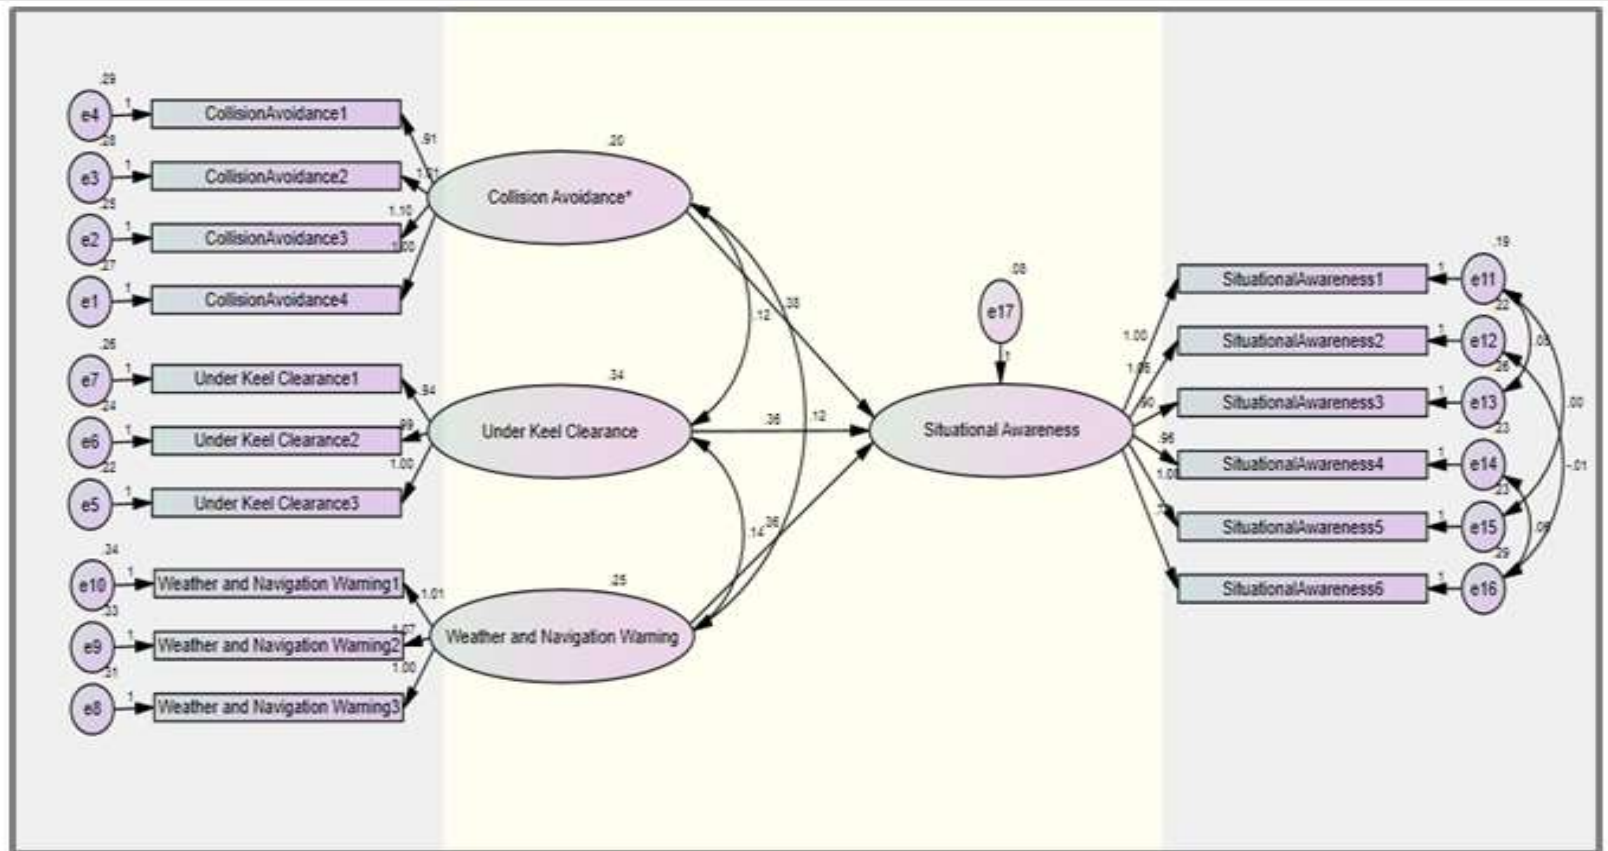 .29
e4
1
CollisionAvoidance1
.91
.28
e3
1
CollisionAvoidance2
.25
e2
1
CollisionAvoidance3
1.10
.27
e1
1
CollisionAvoidance4
1.00
.20
Collision Avoidance*
.26
e7
1
Under Keel Clearance1
.94
.24
e6
1
Under Keel Clearance2
.99
.22
e5
1
Under Keel Clearance3
1.00
.34
Under Keel Clearance
.34
e10
1
Weather and Navigation Warning1
1.01
.33
e9
1
Weather and Navigation Warning2
.31
e8
1
Weather and Navigation Warning3
1.00
.25
Weather and Navigation Warning
.12
.38
.36
.12
.14
.36
.08
e17
1
Situational Awareness
1.00
.90
.96
SituationalAwareness1
1
e11
.19
SituationalAwareness2
1
e12
.22
SituationalAwareness3
1
e13
.26
SituationalAwareness4
1
e14
.23
SituationalAwareness5
1
e15
.23
SituationalAwareness6
1
e16
.29
.00
-.01